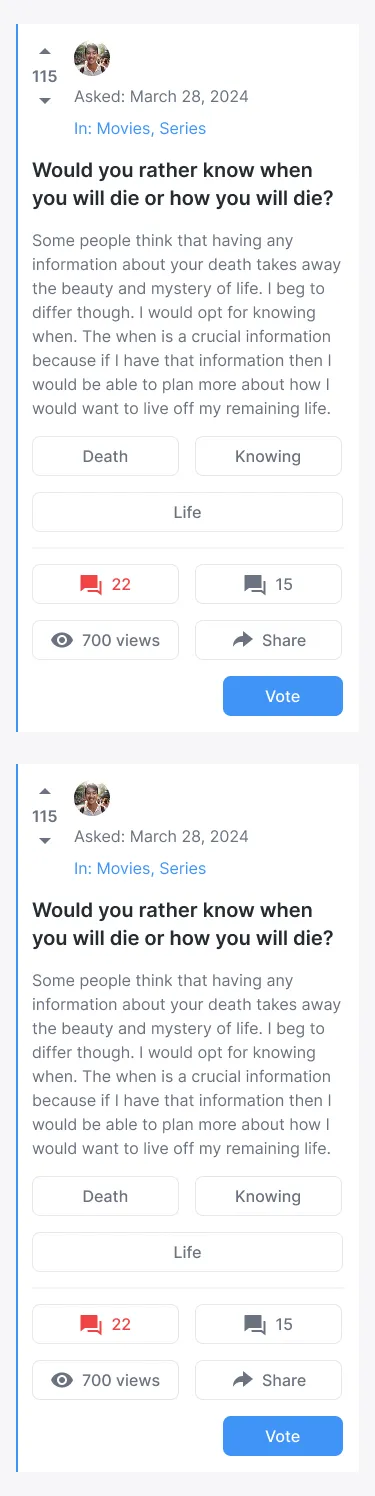 115
Asked: March 28, 2024
In: Movies, Series
Would you rather know when
you will die or how you will die?
Some people think that having any
information about your death takes away
the beauty and mystery of life. I beg to
differ though. I would opt for knowing
when. The when is a crucial information
because if I have that information then I
would be able to plan more about how I
would want to live off my remaining life.
Death Knowing
Life
22 15
700 views Share
Vote
115
Asked: March 28, 2024
In: Movies, Series
Would you rather know when
you will die or how you will die?
Some people think that having any
information about your death takes away
the beauty and mystery of life. I beg to
differ though. I would opt for knowing
when. The when is a crucial information
because if I have that information then I
would be able to plan more about how I
would want to live off my remaining life.
Death Knowing
Life
22 15
700 views Share
Vote